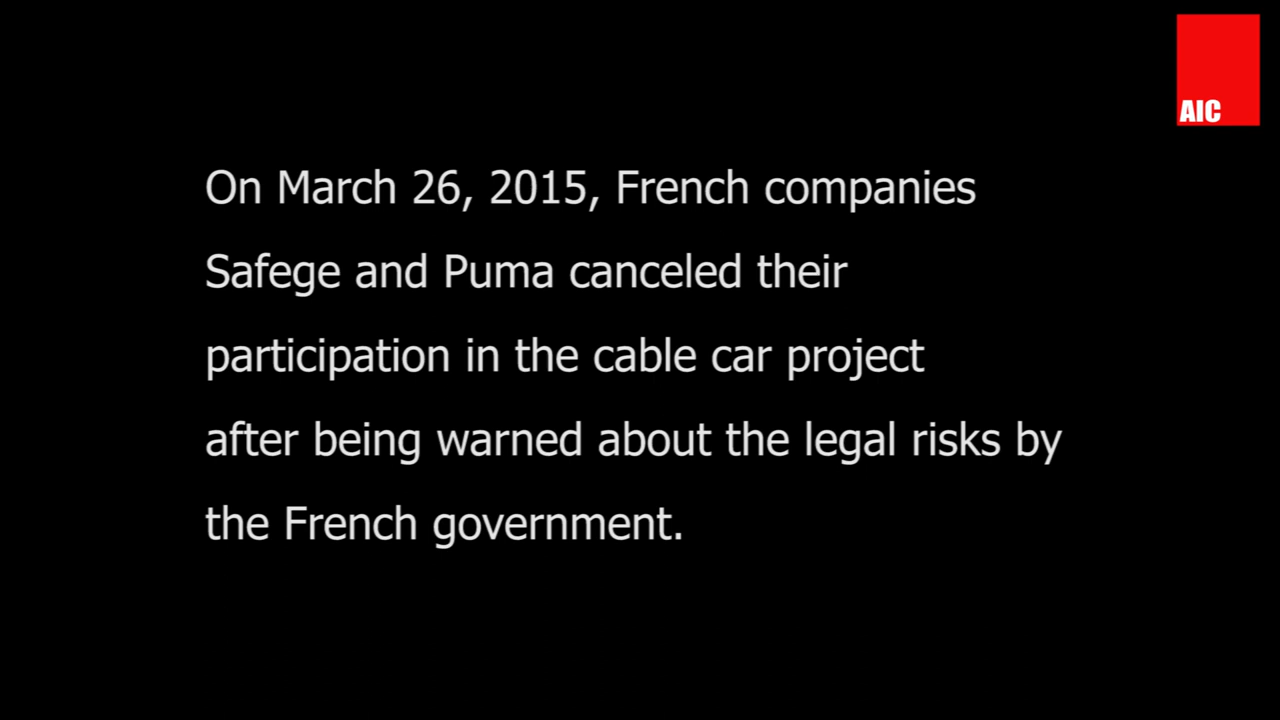 AIC
On March 26, 2015, French companies
Safege and Puma canceled their
participation in the cable car project
after being warned about the legal risks by
the French government.